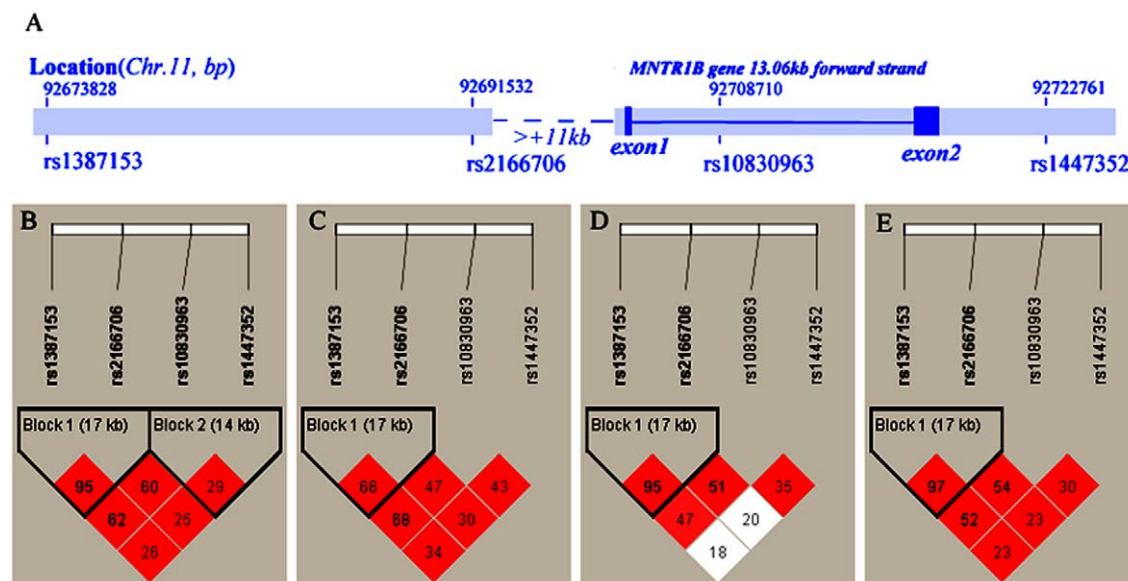 A
Location(Chr.11, bp)
MNTR1B gene 13.06kb forward strand
92673828 92691532 92708710 92722761
>+11kb
exon1 exon2
rs1387153 rs2166706 rs10830963 rs1447352
B C D E
rs1387153 rs2166706 rs10830963 rs1447352
rs1387153 rs2166706 rs10830963 rs1447352
rs1387153 rs2166706 rs10830963 rs1447352
rs1387153 rs2166706 rs10830963 rs1447352
Block 1 (17 kb) Block 2 (14 kb)
95 60 29
62 25
26
Block 1 (17 kb)
66 47 43
68 30
34
Block 1 (17 kb)
95 51 35
47 20
18
Block 1 (17 kb)
97 54 30
52 23
23